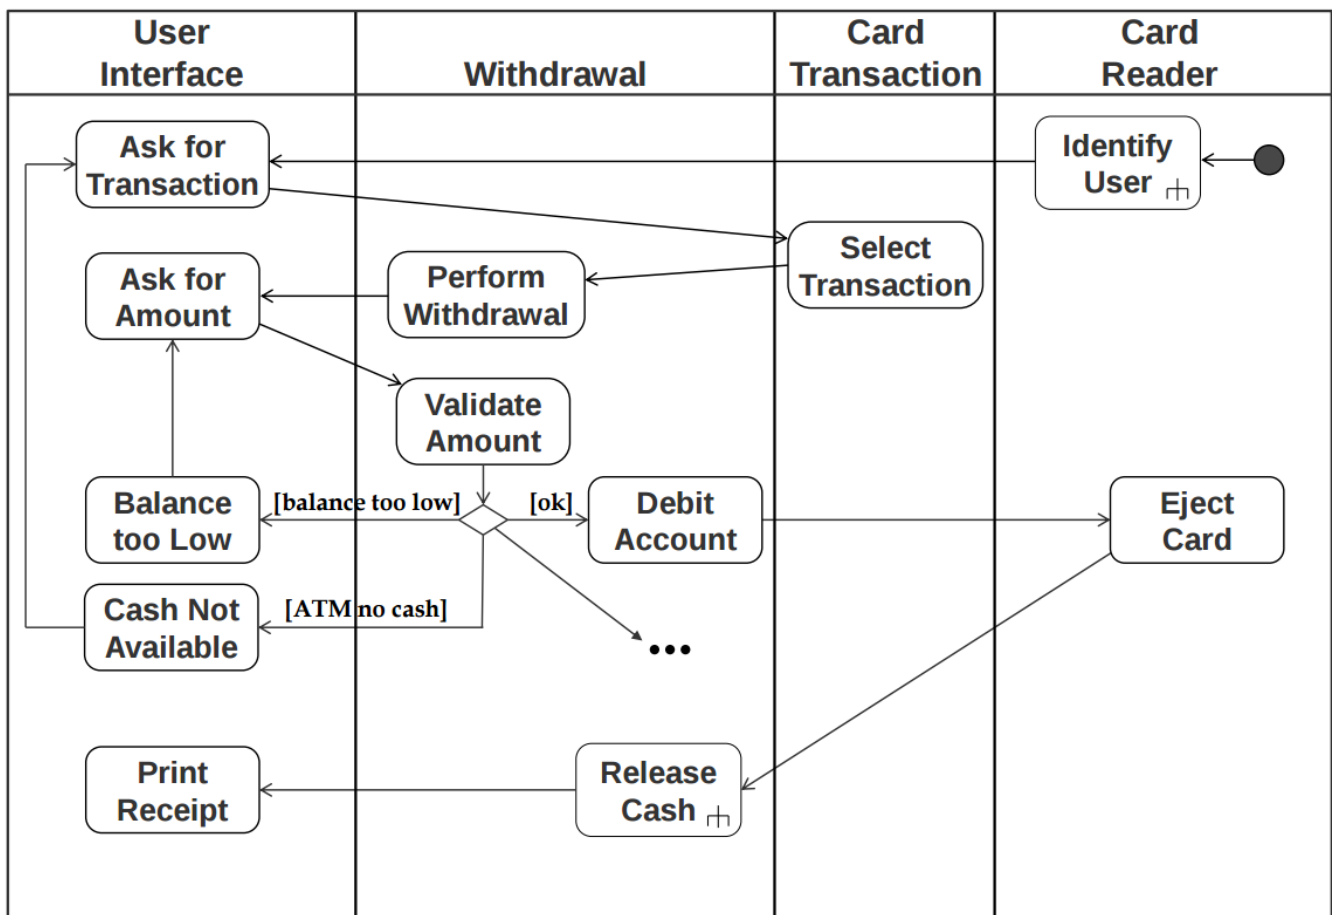 User
Interface
Withdrawal
Card
Transaction
Card
Reader
Ask for
Transaction
Identify
User
Select
Transaction
Ask for
Amount
Perform
Withdrawal
Validate
Amount
Balance
too Low
[balance too low]
[ok]
Debit
Account
Eject
Card
Cash Not
Available
[ATM no cash]
•••
Print
Receipt
Release
Cash